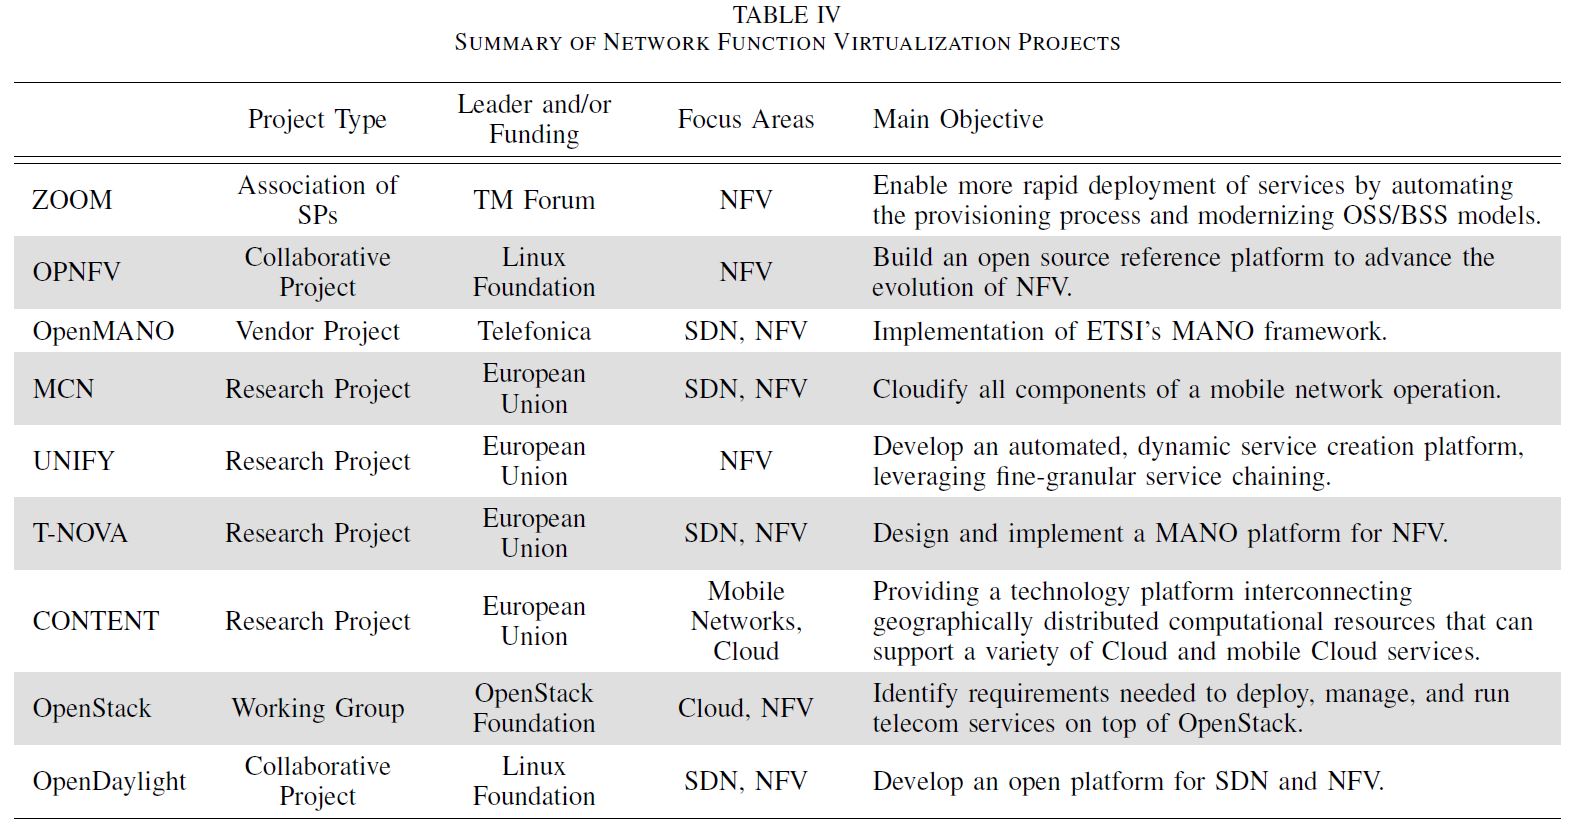 TABLE IV
SUMMARY OF NETWORK FUNCTION VIRTUALIZATION PROJECTS
Project Type
Leader and/or
Funding
Focus Areas
Main Objective
ZOOM
Association of
SPs
TM Forum
NFV
Enable more rapid deployment of services by automating
the provisioning process and modernizing OSS/BSS models.
OPNFV
Collaborative
Project
Linux
Foundation
NFV
Build an open source reference platform to advance the
evolution of NFV.
OpenMANO
Vendor Project
Telefonica
SDN, NFV
Implementation of ETSI's MANO framework.
MCN
Research Project
European
Union
SDN, NFV
Cloudify all components of a mobile network operation.
UNIFY
Research Project
European
Union
NFV
Develop an automated, dynamic service creation platform,
leveraging fine-granular service chaining.
T-NOVA
Research Project
European
Union
SDN, NFV
Design and implement a MANO platform for NFV.
CONTENT
Research Project
European
Union
Mobile
Networks,
Cloud
Providing a technology platform interconnecting
geographically distributed computational resources that can
support a variety of Cloud and mobile Cloud services.
OpenStack
Working Group
OpenStack
Foundation
Cloud, NFV
Identify requirements needed to deploy, manage, and run
telecom services on top of OpenStack.
OpenDaylight
Collaborative
Project
Linux
Foundation
SDN, NFV
Develop an open platform for SDN and NFV.